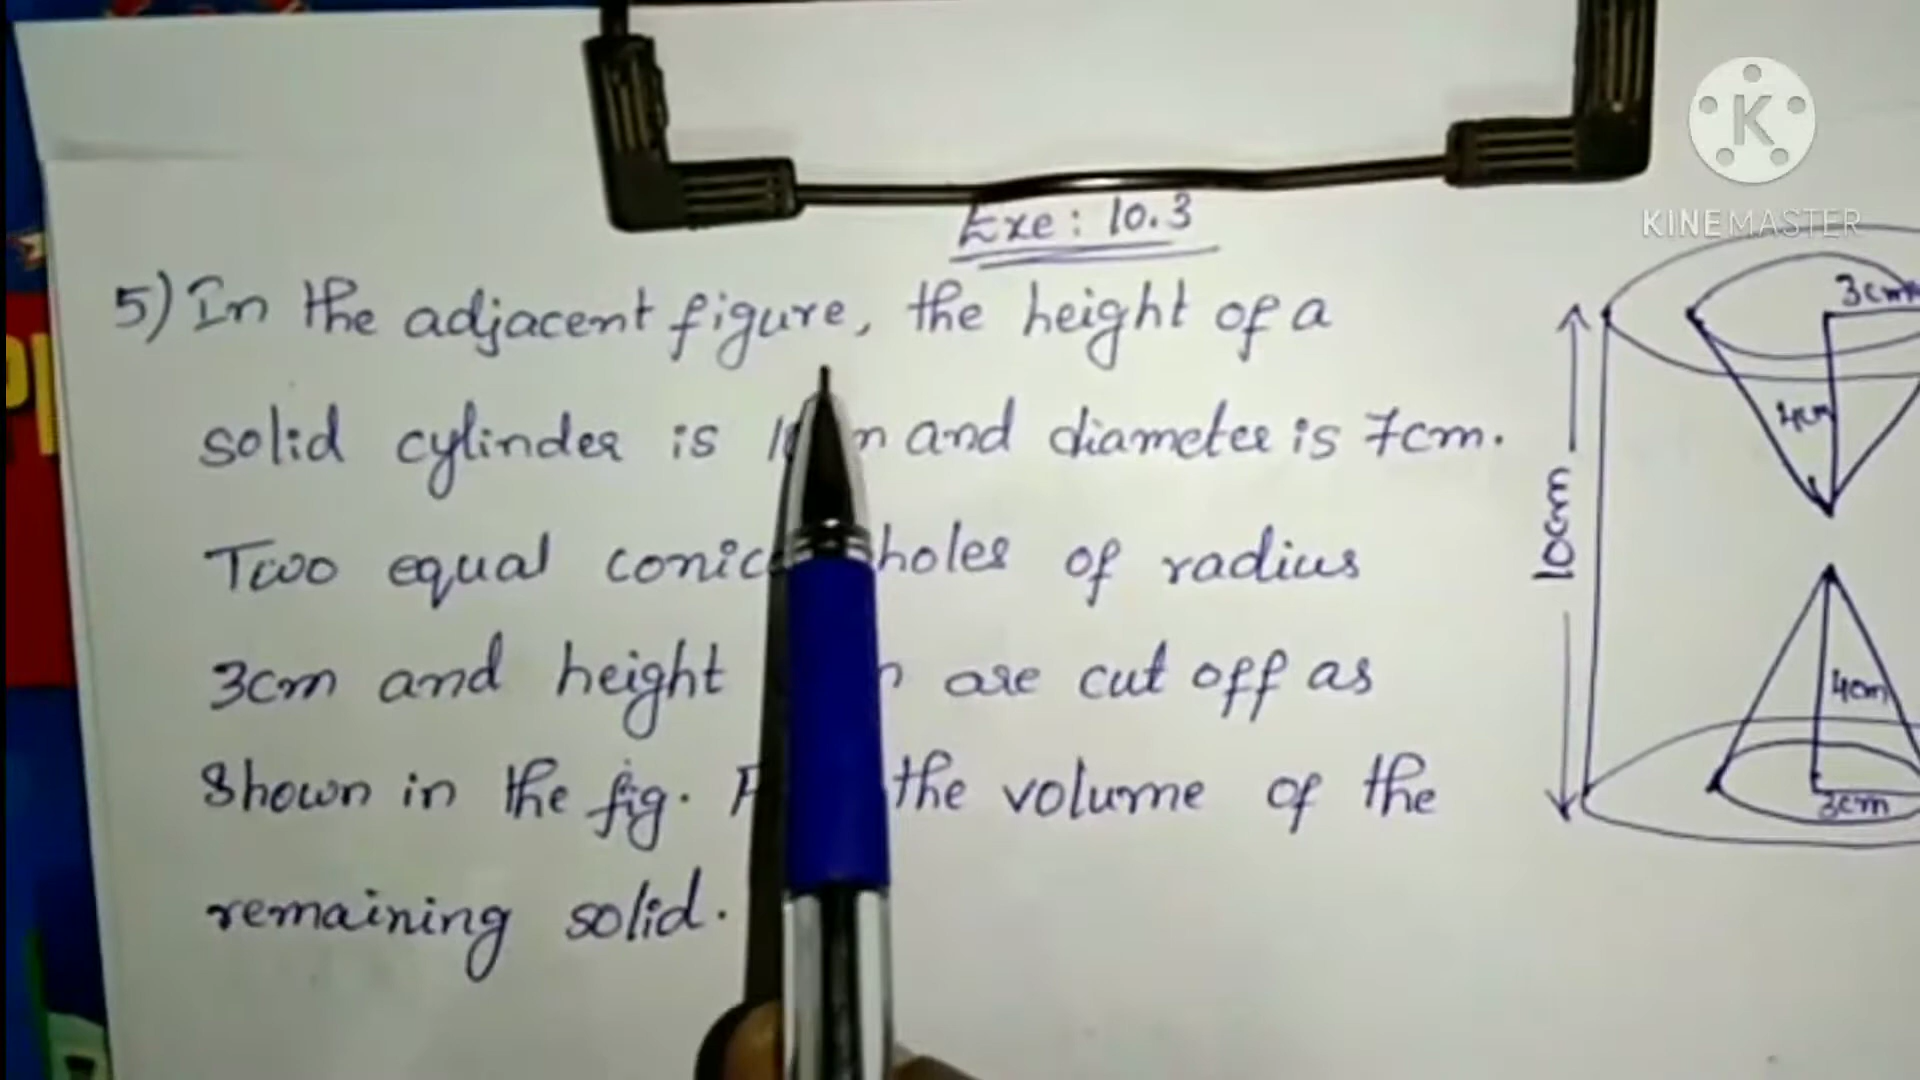 KINEMASTER
Exe: 10.3
5) In the adjacent figure, the height of a
solid cylinder is and diameter is 7cm.
Two equal holes of radius
3cm and height are cut off as
Shown in the fig. the volume of the
remaining solid.
3cm
4cm
10cm
4cm
3cm